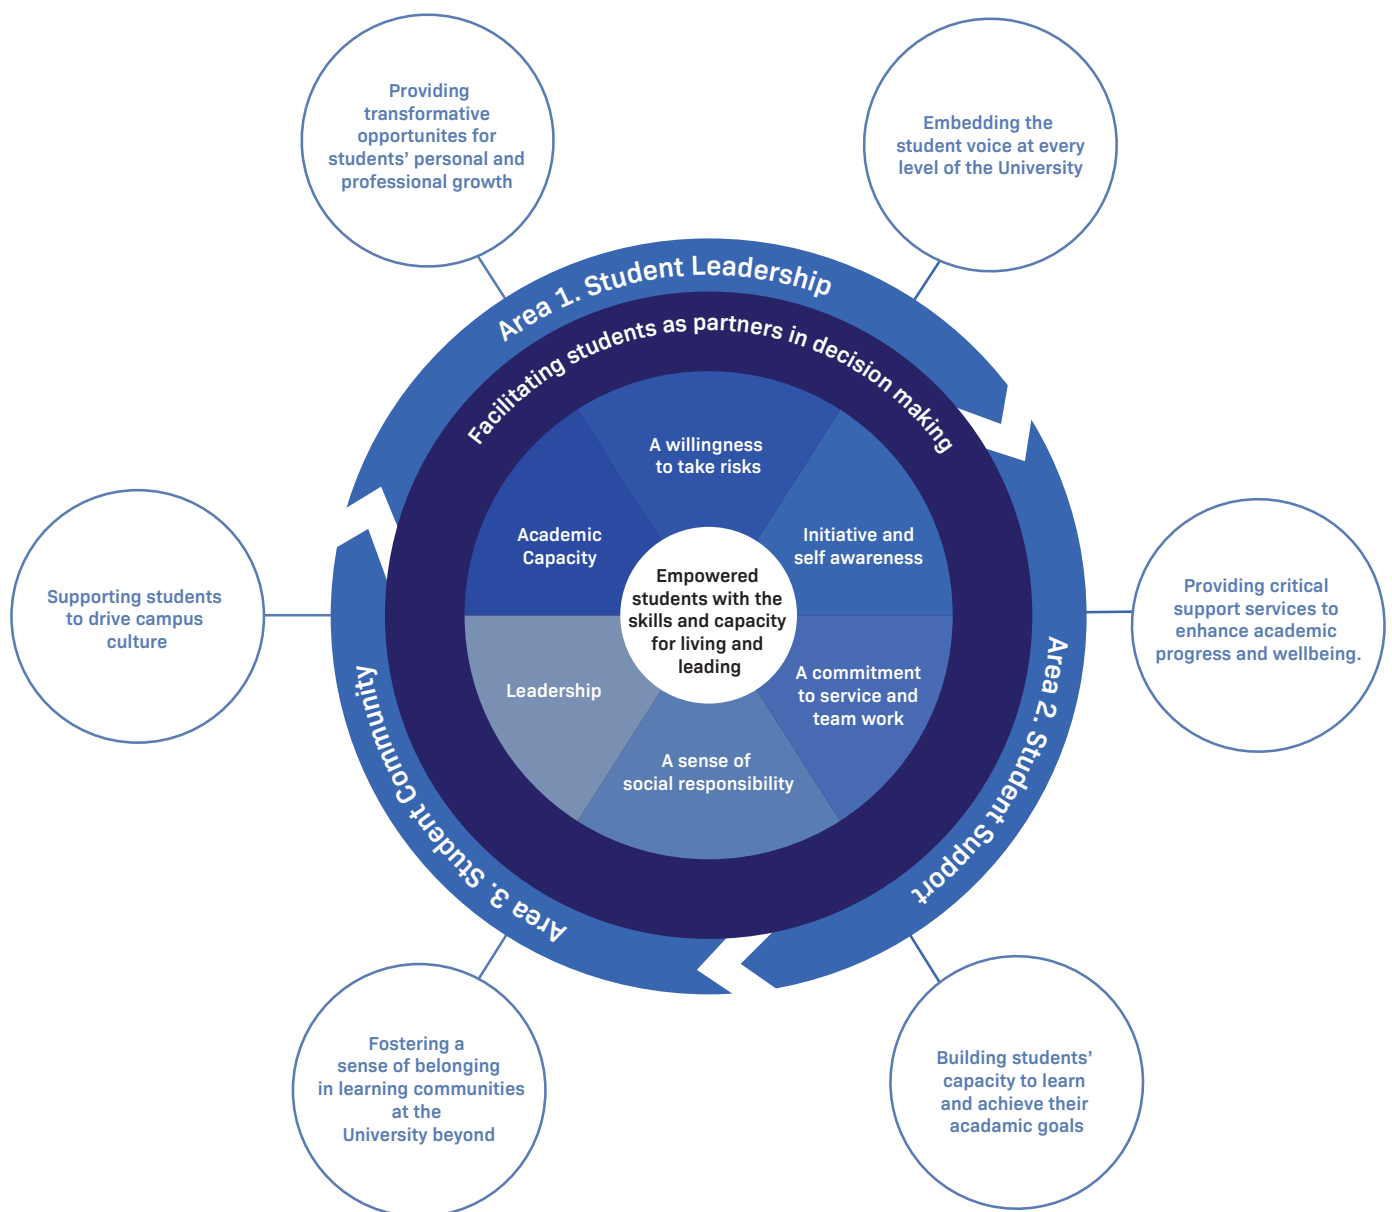 Providing
transformative
opportunites for
students’ personal and
professional growth
Embedding the
student voice at every
level of the University
Area 1. Student Leadership
Facilitating students as partners in decision making
A willingness
to take risks
Academic
Capacity
Initiative and
self awareness
Empowered
students with the
skills and capacity
for living and
leading
Supporting students
to drive campus
culture
Providing critical
support services to
enhance academic
progress and wellbeing.
Leadership
A commitment
to service and
team work
A sense of
social responsibility
Area 2. Student Support
Area 3. Student Community
Fostering a
sense of belonging
in learning communities
at the
University beyond
Building students’
capacity to learn
and achieve their
acadamic goals